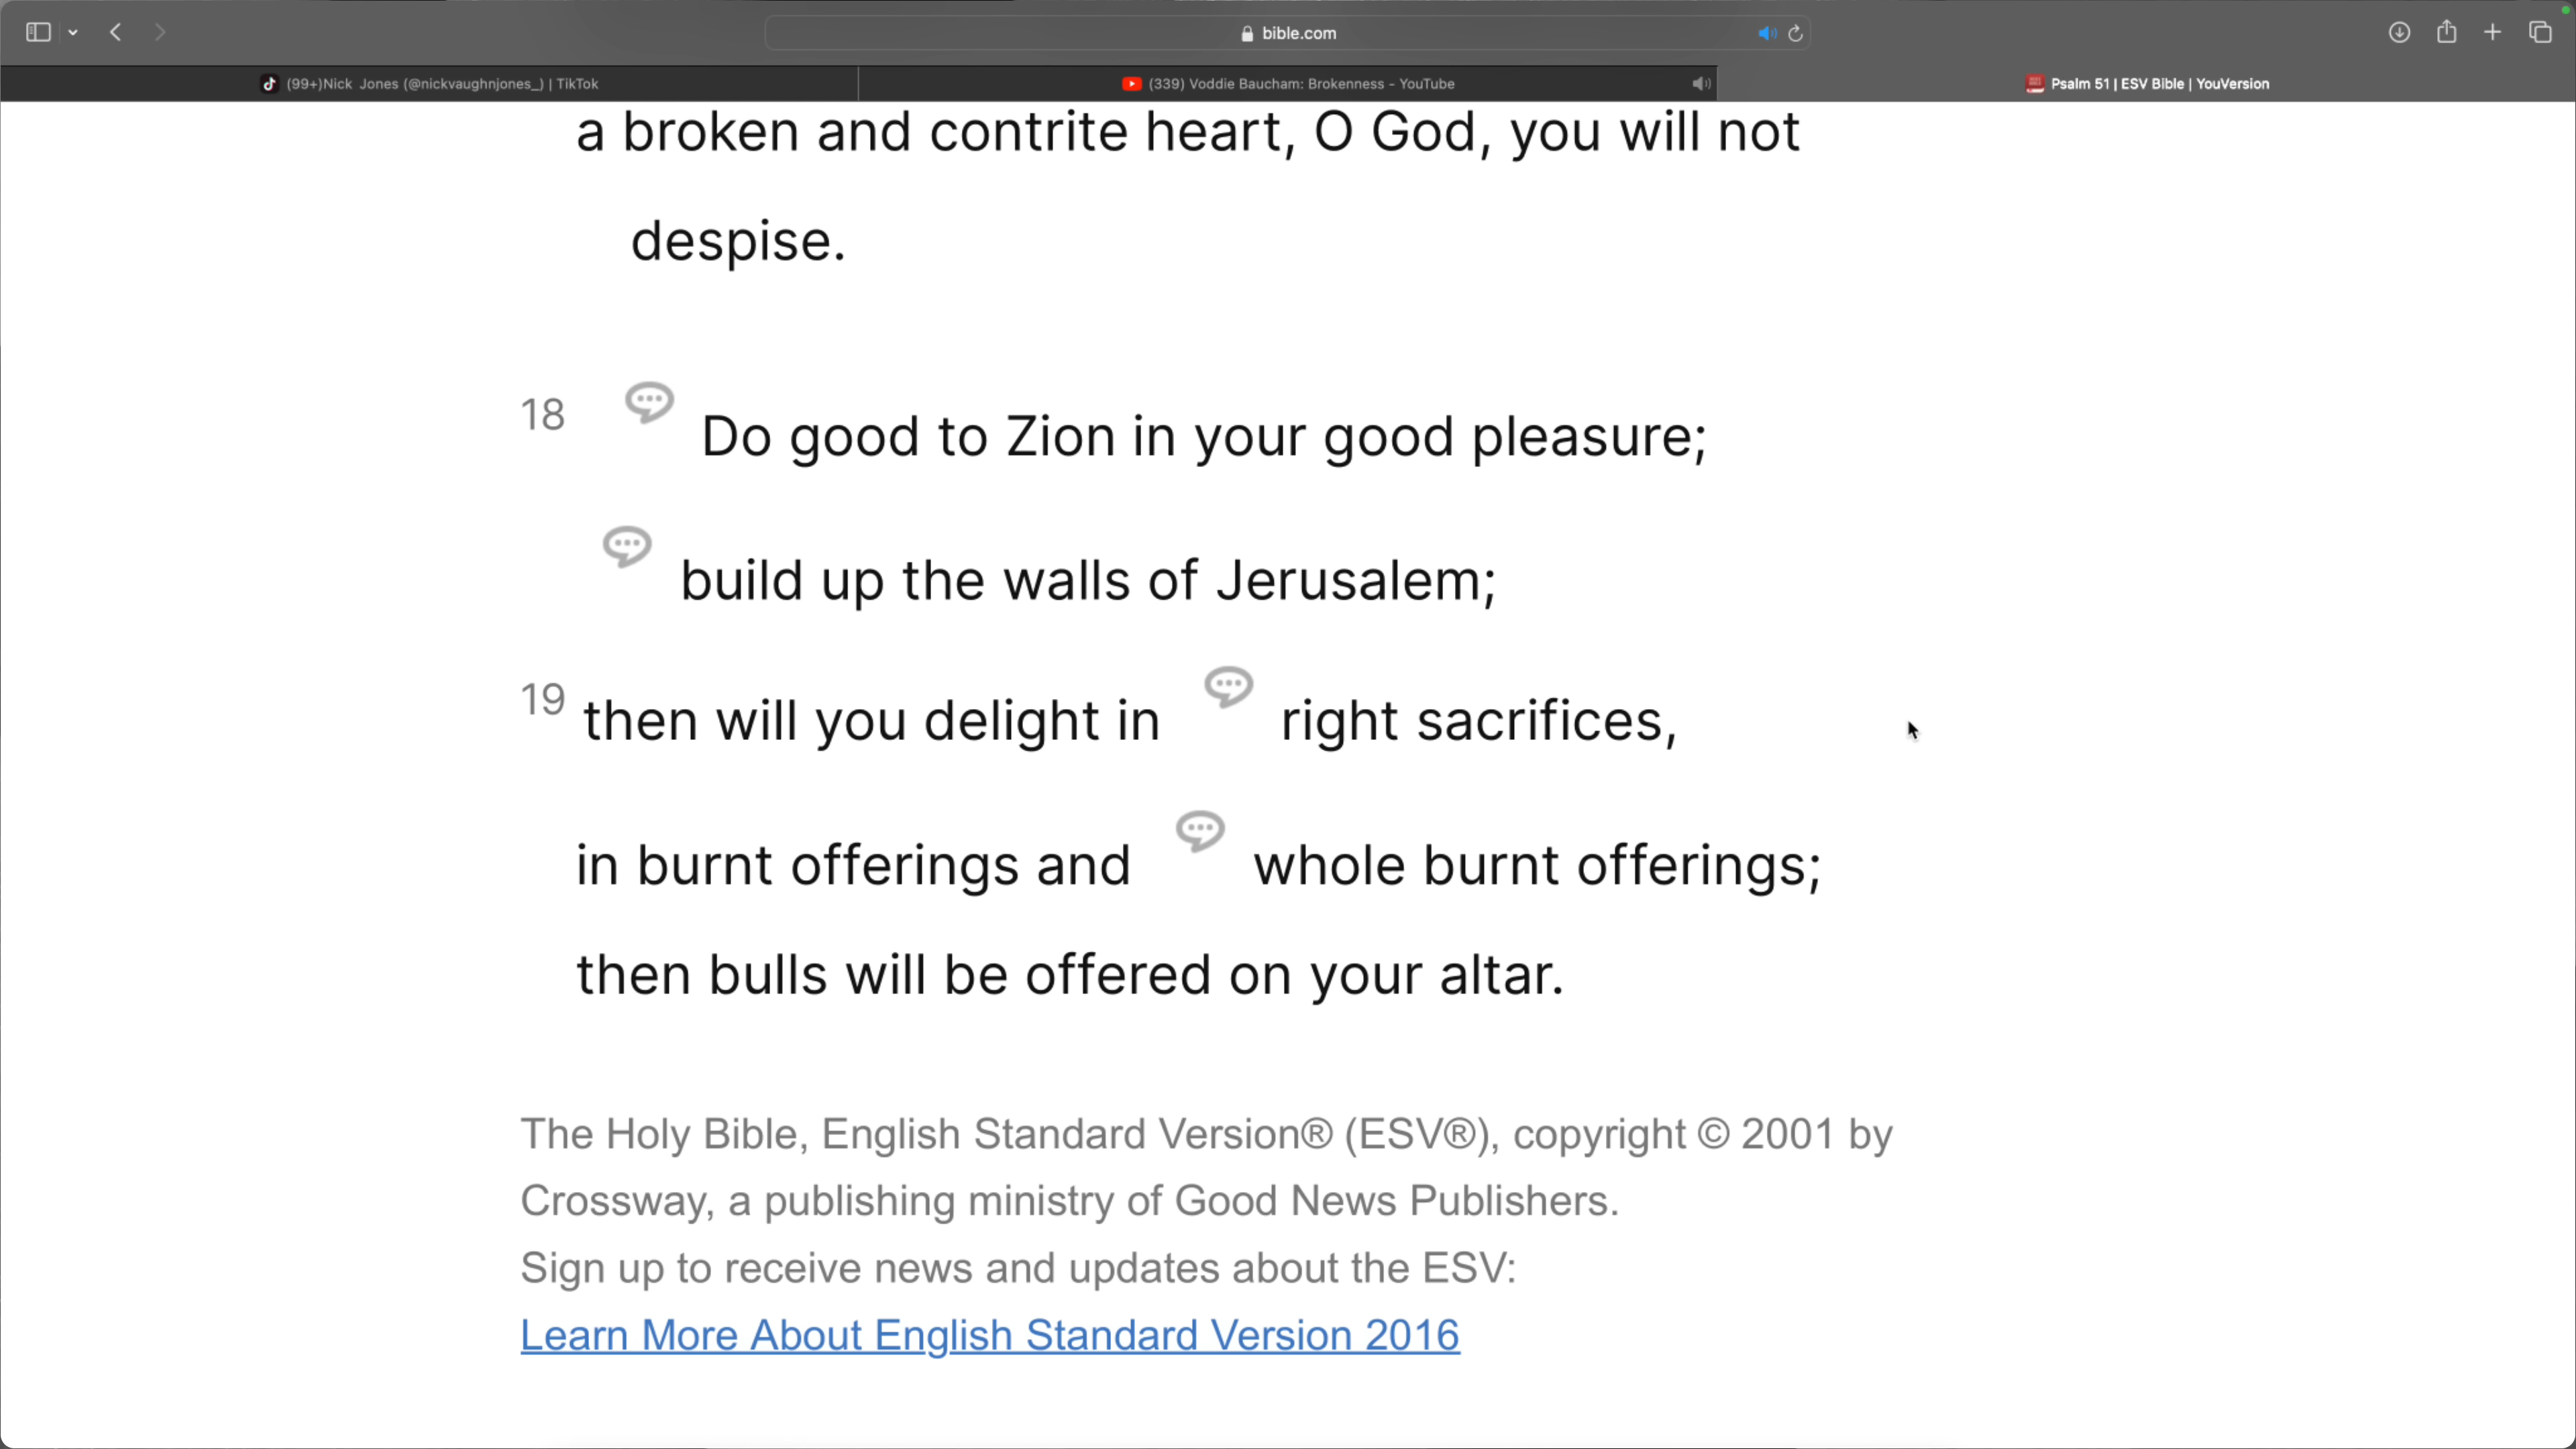 bible.com
(99+)Nick Jones (@nickvaughnjones_) | TikTok
(339) Voddie Baucham: Brokenness - YouTube
Psalm 51 | ESV Bible | YouVersion
a broken and contrite heart, O God, you will not
despise.
18 Do good to Zion in your good pleasure;
build up the walls of Jerusalem;
19 then will you delight in right sacrifices,
in burnt offerings and whole burnt offerings;
then bulls will be offered on your altar.
The Holy Bible, English Standard Version® (ESV®), copyright © 2001 by
Crossway, a publishing ministry of Good News Publishers.
Sign up to receive news and updates about the ESV:
Learn More About English Standard Version 2016